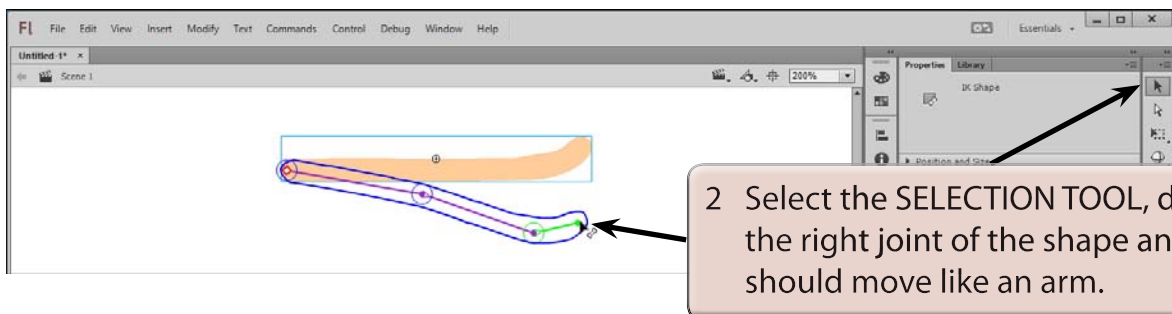 Fl File Edit View Insert Modify Text Commands Control Debug Window Help Essentials
Untitled-1* ×
Scene 1 200%
Properties Library
IK Shape
Position and Size
2 Select the SELECTION TOOL, d
the right joint of the shape an
should move like an arm.